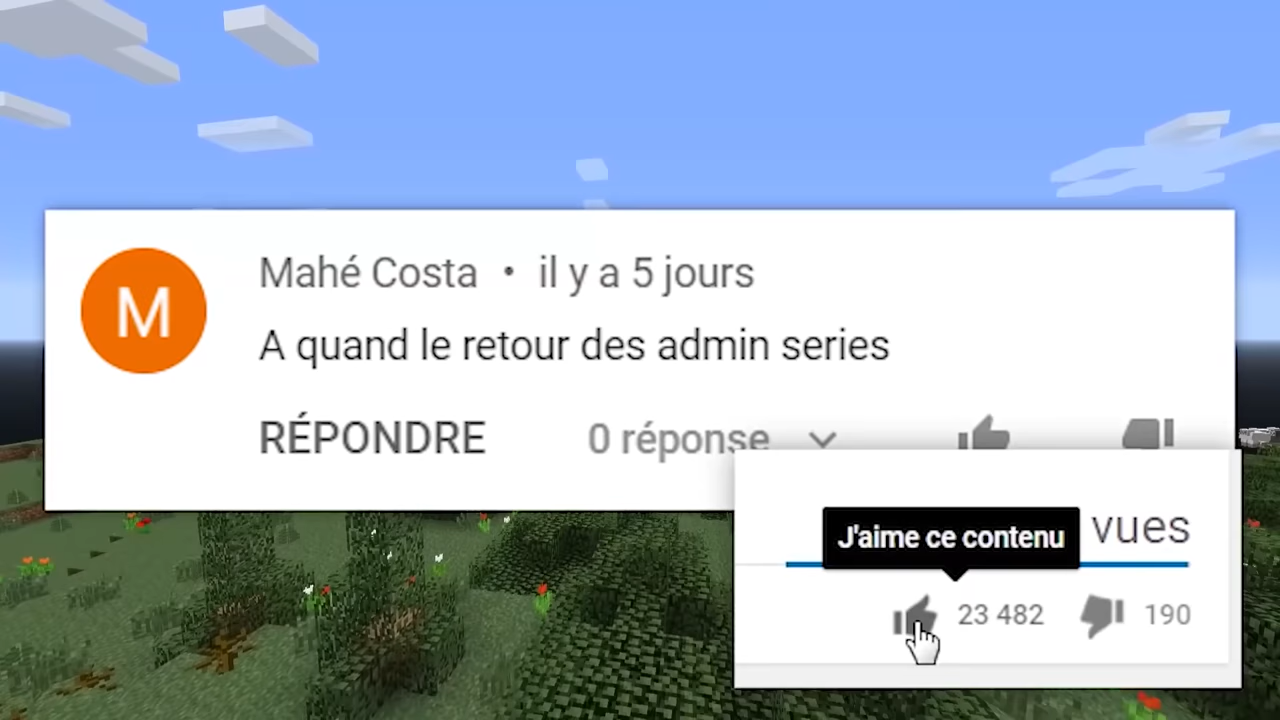 M
Mahé Costa • il y a 5 jours
A quand le retour des admin series
RÉPONDRE 0 réponse
J'aime ce contenu vues
23 482 190